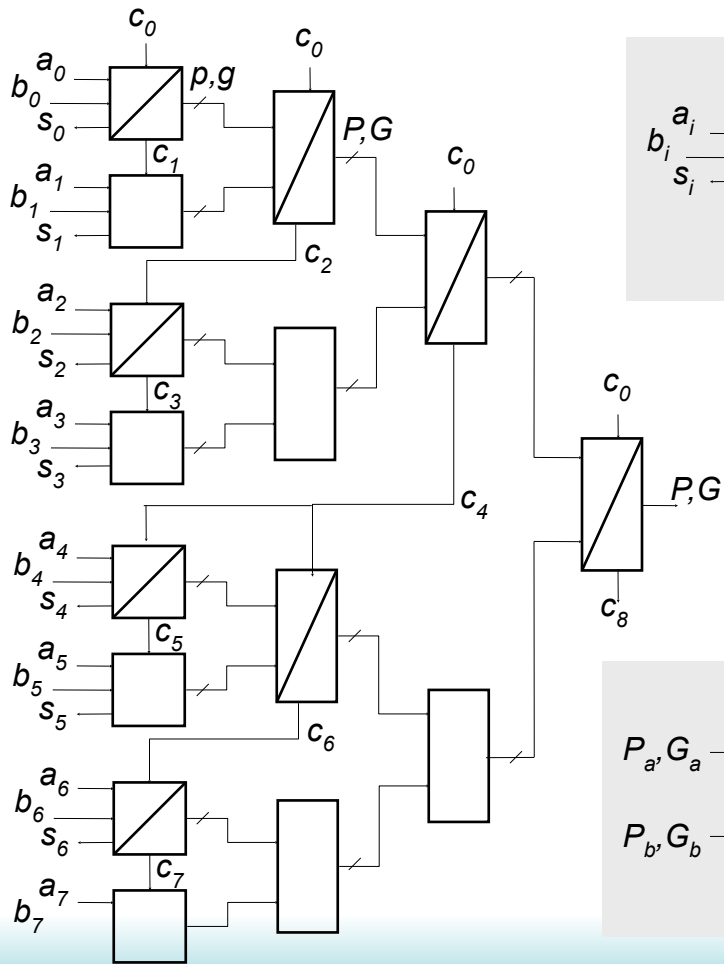 c0
a0
b0
s0
p,g
c0
c1
a1
b1
s1
P,G
c0
c2
a2
b2
s2
c3
a3
b3
s3
c4
a4
b4
s4
c5
a5
b5
s5
c6
a6
b6
s6
c7
a7
b7
c0
P,G
c8
ai
bi
si
Pa,Ga
Pb,Gb